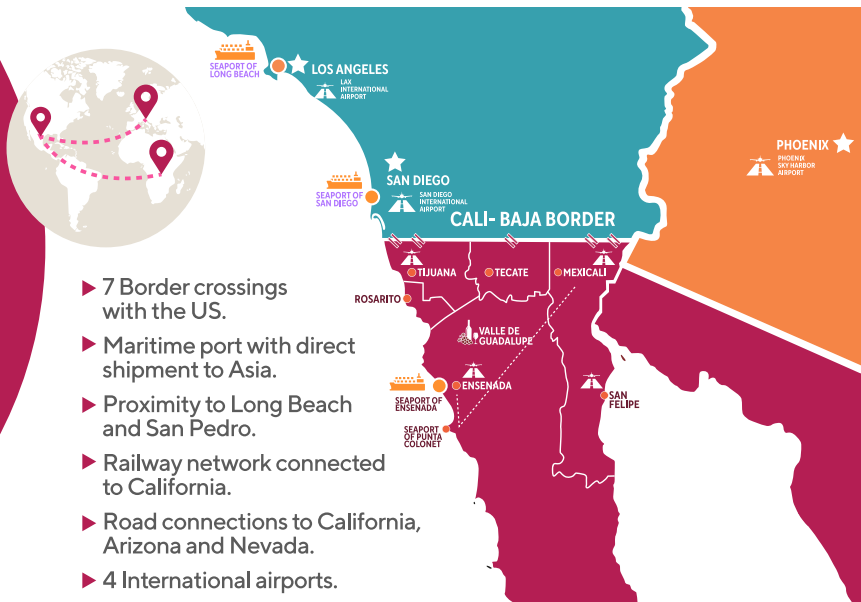 SEAPORT OF
LONG BEACH
LOS ANGELES
LAX
INTERNATIONAL
AIRPORT
PHOENIX
PHOENIX
SKY HARBOR
AIRPORT
SEAPORT OF
SAN DIEGO
SAN DIEGO
SAN DIEGO
INTERNATIONAL
AIRPORT
CALI- BAJA BORDER
TIJUANA
TECATE
MEXICALI
ROSARITO
VALLE DE
GUADALUPE
ENSENADA
SEAPORT OF
ENSENADA
SAN
FELIPE
SEAPORT
OF PUNTA
COLONET
7 Border crossings
with the US.
Maritime port with direct
shipment to Asia.
Proximity to Long Beach
and San Pedro.
Railway network connected
to California.
Road connections to California,
Arizona and Nevada.
4 International airports.